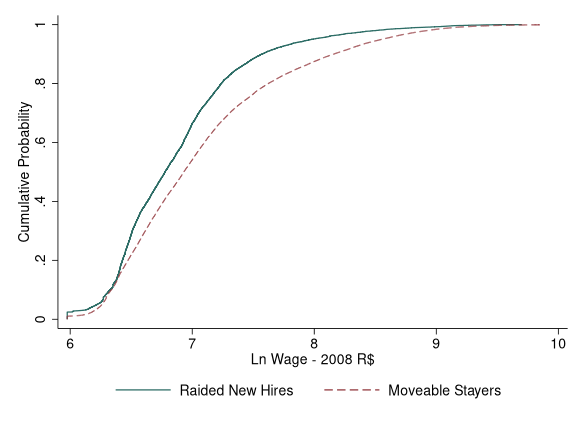 Cumulative Probability
1
.8
.6
.4
.2
0
6 7 8 9 10
Ln Wage - 2008 R$
Raided New Hires Moveable Stayers